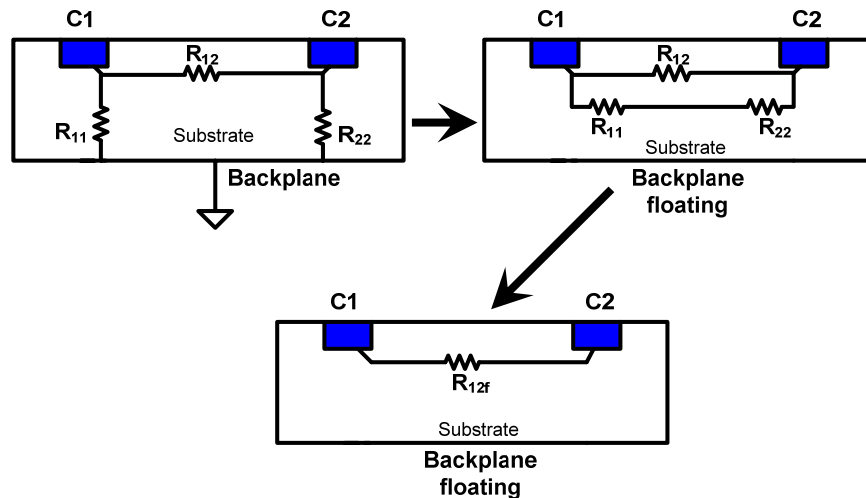 C1
C2
R12
R11
Substrate
R22
Backplane
C1
C2
R12
R11
R22
Substrate
Backplane
floating
C1
C2
R12f
Substrate
Backplane
floating